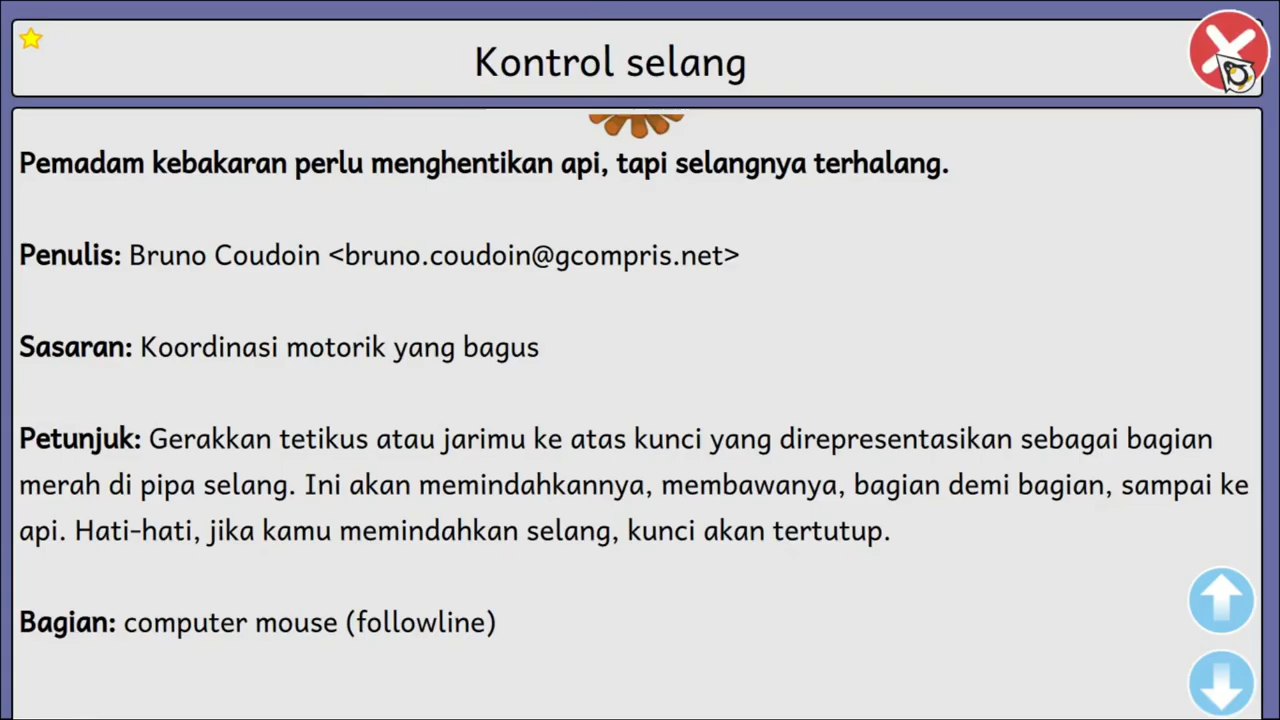 Kontrol selang
Pemadam kebakaran perlu menghentikan api, tapi selangnya terhalang.
Penulis: Bruno Coudoin <bruno.coudoin@gcompris.net>
Sasaran: Koordinasi motorik yang bagus
Petunjuk: Gerakkan tetikus atau jarimu ke atas kunci yang direpresentasikan sebagai bagian
merah di pipa selang. Ini akan memindahkannya, membawanya, bagian demi bagian, sampai ke
api. Hati-hati, jika kamu memindahkan selang, kunci akan tertutup.
Bagian: computer mouse (followline)